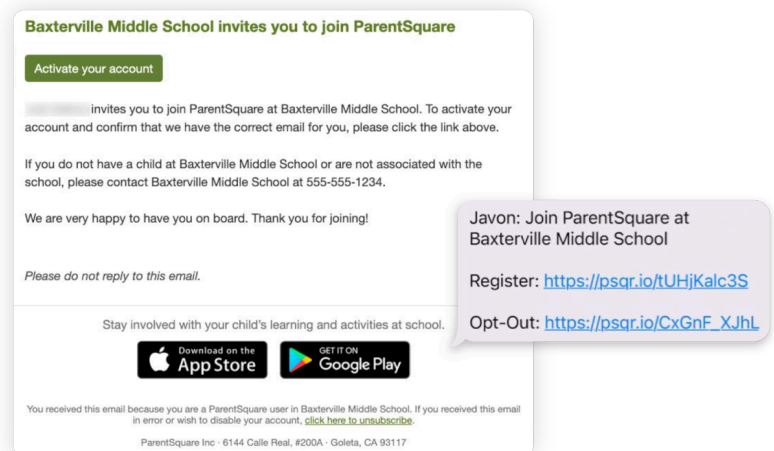 Baxterville Middle School invites you to join ParentSquare
Activate your account
invites you to join ParentSquare at Baxterville Middle School. To activate your
account and confirm that we have the correct email for you, please click the link above.
If you do not have a child at Baxterville Middle School or are not associated with the
school, please contact Baxterville Middle School at 555-555-1234.
We are very happy to have you on board. Thank you for joining!
Please do not reply to this email.
Javon: Join ParentSquare at
Baxterville Middle School
Register: https://psqr.io/tUHjKalc3S
Opt-Out: https://psqr.io/CxGnF_XJhL
Stay involved with your child's learning and activities at school.
Download on the
App Store
GET IT ON
Google Play
You received this email because you are a ParentSquare user in Baxterville Middle School. If you received this email
in error or wish to disable your account, click here to unsubscribe.
ParentSquare Inc · 6144 Calle Real, #200A · Goleta, CA 93117